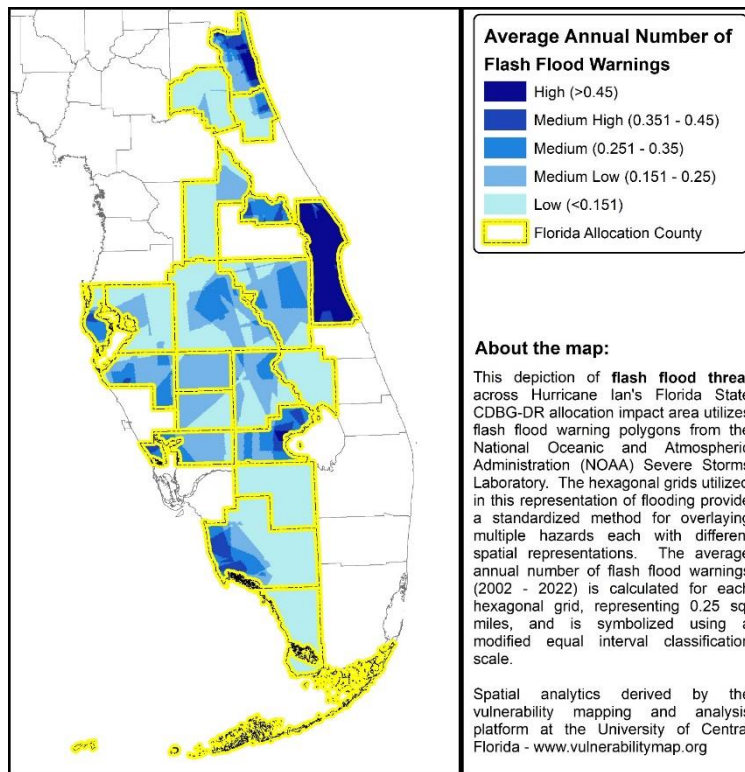 Average Annual Number of
Flash Flood Warnings
High (>0.45)
Medium High (0.351 - 0.45)
Medium (0.251 - 0.35)
Medium Low (0.151 - 0.25)
Low (<0.151)
Florida Allocation County
About the map:
This depiction of flash flood threa
across Hurricane Ian's Florida State
CDBG-DR allocation impact area utilizes
flash flood warning polygons from the
National Oceanic and Atmospheric
Administration (NOAA) Severe Storms
Laboratory. The hexagonal grids utilized
in this representation of flooding provide
a standardized method for overlaying
multiple hazards each with differen
spatial representations. The average
annual number of flash flood warnings
(2002 - 2022) is calculated for each
hexagonal grid, representing 0.25 sq
miles, and is symbolized using a
modified equal interval classification
scale.
Spatial analytics derived by the
vulnerability mapping and analysis
platform at the University of Centra
Florida - www.vulnerabilitymap.org